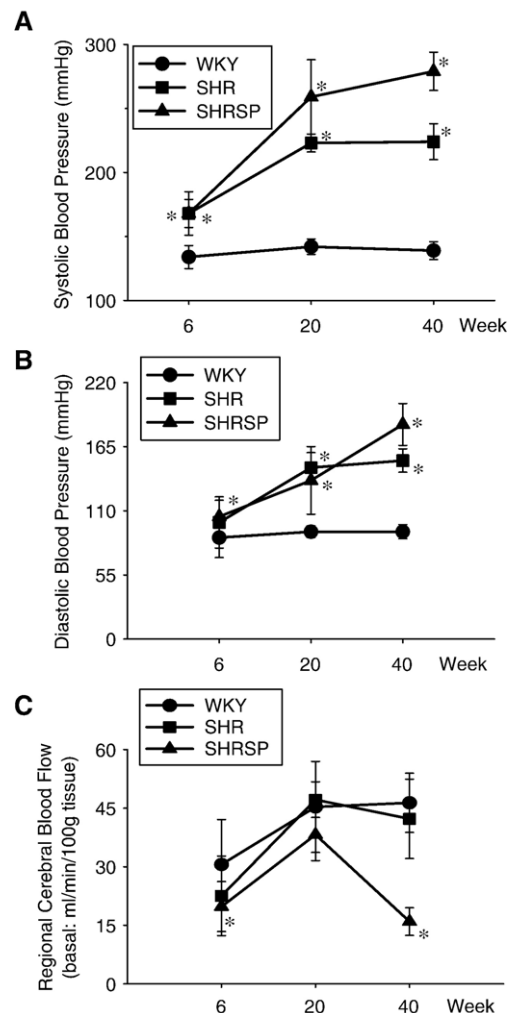 A
Systolic Blood Pressure (mmHg)
300
200
100
WKY
SHR
SHRSP
*
*
*
*
*
*
6 20 40 Week
B
Diastolic Blood Pressure (mmHg)
220
165
110
55
0
WKY
SHR
SHRSP
*
*
*
*
*
6 20 40 Week
C
Regional Cerebral Blood Flow
(basal: ml/min/100g tissue)
60
45
30
15
0
WKY
SHR
SHRSP
*
*
6 20 40 Week